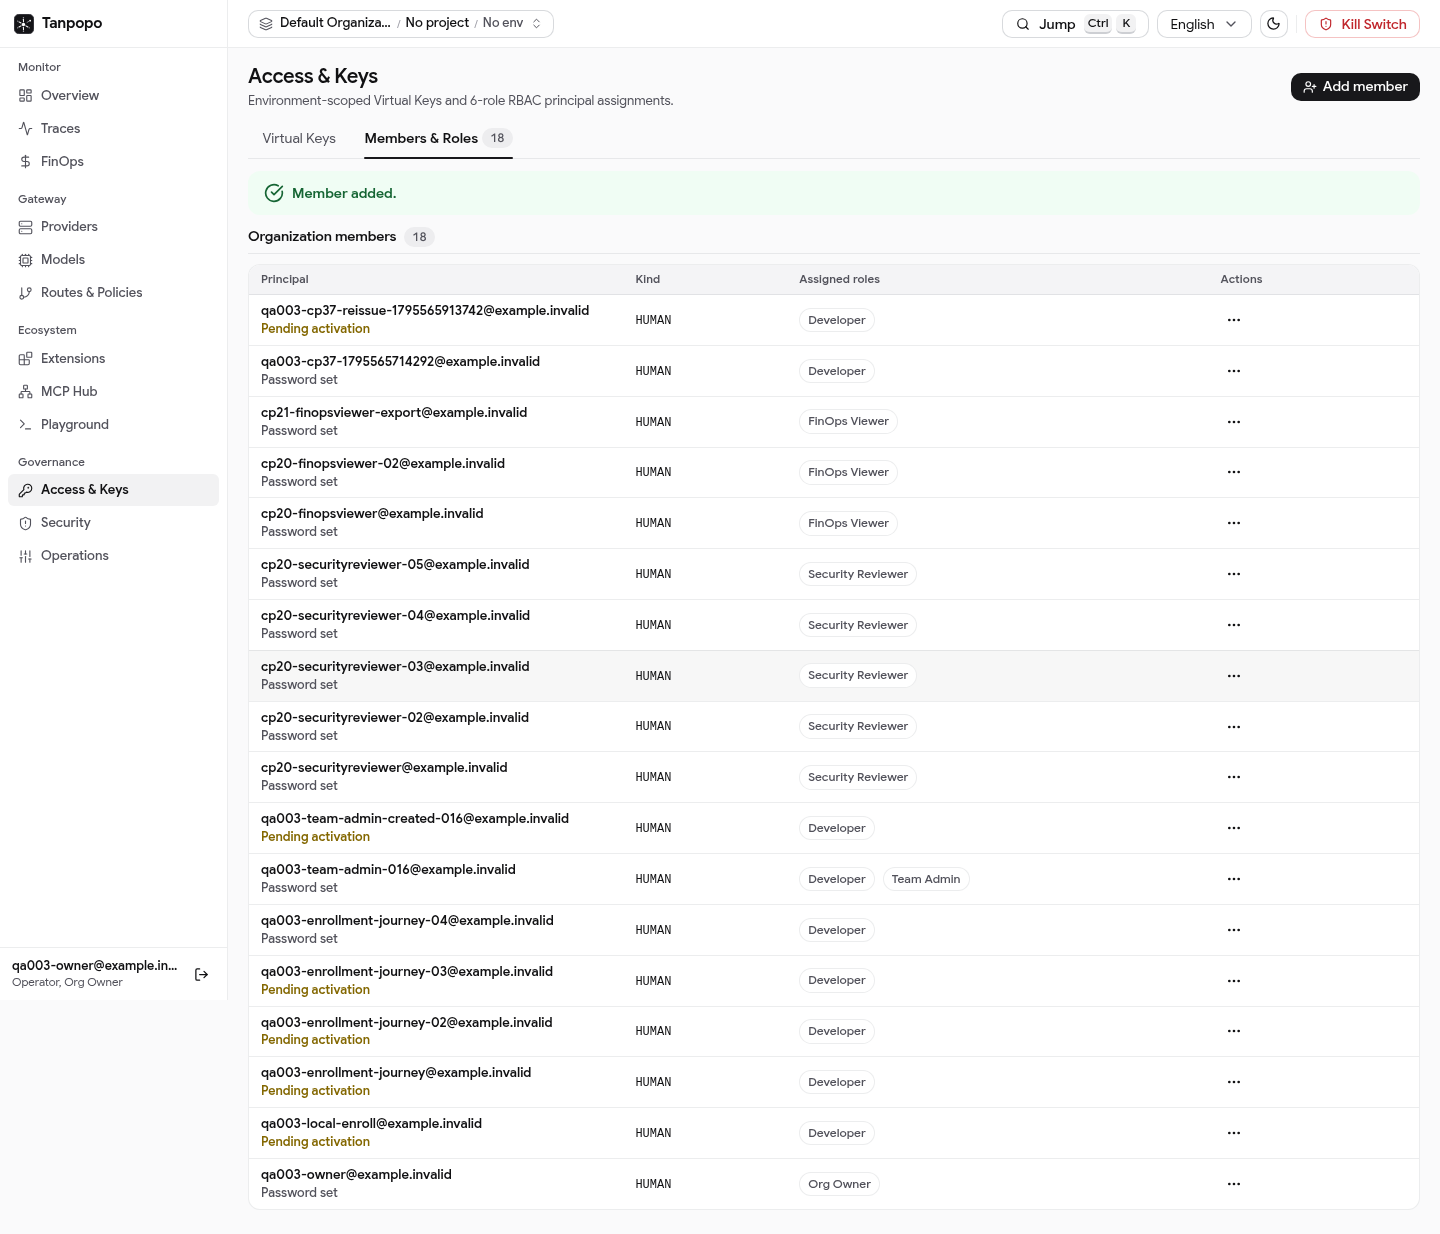 Tanpopo
Default Organiza... / No project / No env
Jump Ctrl K
English
Kill Switch
Monitor
Overview
Traces
FinOps
Gateway
Providers
Models
Routes & Policies
Ecosystem
Extensions
MCP Hub
Playground
Governance
Access & Keys
Security
Operations
qa003-owner@example.in...
Operator, Org Owner
Access & Keys
Environment-scoped Virtual Keys and 6-role RBAC principal assignments.
Add member
Virtual Keys
Members & Roles 18
Member added.
Organization members 18
Principal Kind Assigned roles Actions
qa003-cp37-reissue-1795565913742@example.invalid
Pending activation
HUMAN Developer
qa003-cp37-1795565714292@example.invalid
Password set
HUMAN Developer
cp21-finopsviewer-export@example.invalid
Password set
HUMAN FinOps Viewer
cp20-finopsviewer-02@example.invalid
Password set
HUMAN FinOps Viewer
cp20-finopsviewer@example.invalid
Password set
HUMAN FinOps Viewer
cp20-securityreviewer-05@example.invalid
Password set
HUMAN Security Reviewer
cp20-securityreviewer-04@example.invalid
Password set
HUMAN Security Reviewer
cp20-securityreviewer-03@example.invalid
Password set
HUMAN Security Reviewer
cp20-securityreviewer-02@example.invalid
Password set
HUMAN Security Reviewer
cp20-securityreviewer@example.invalid
Password set
HUMAN Security Reviewer
qa003-team-admin-created-016@example.invalid
Pending activation
HUMAN Developer
qa003-team-admin-016@example.invalid
Password set
HUMAN Developer Team Admin
qa003-enrollment-journey-04@example.invalid
Password set
HUMAN Developer
qa003-enrollment-journey-03@example.invalid
Pending activation
HUMAN Developer
qa003-enrollment-journey-02@example.invalid
Pending activation
HUMAN Developer
qa003-enrollment-journey@example.invalid
Pending activation
HUMAN Developer
qa003-local-enroll@example.invalid
Pending activation
HUMAN Developer
qa003-owner@example.invalid
Password set
HUMAN Org Owner